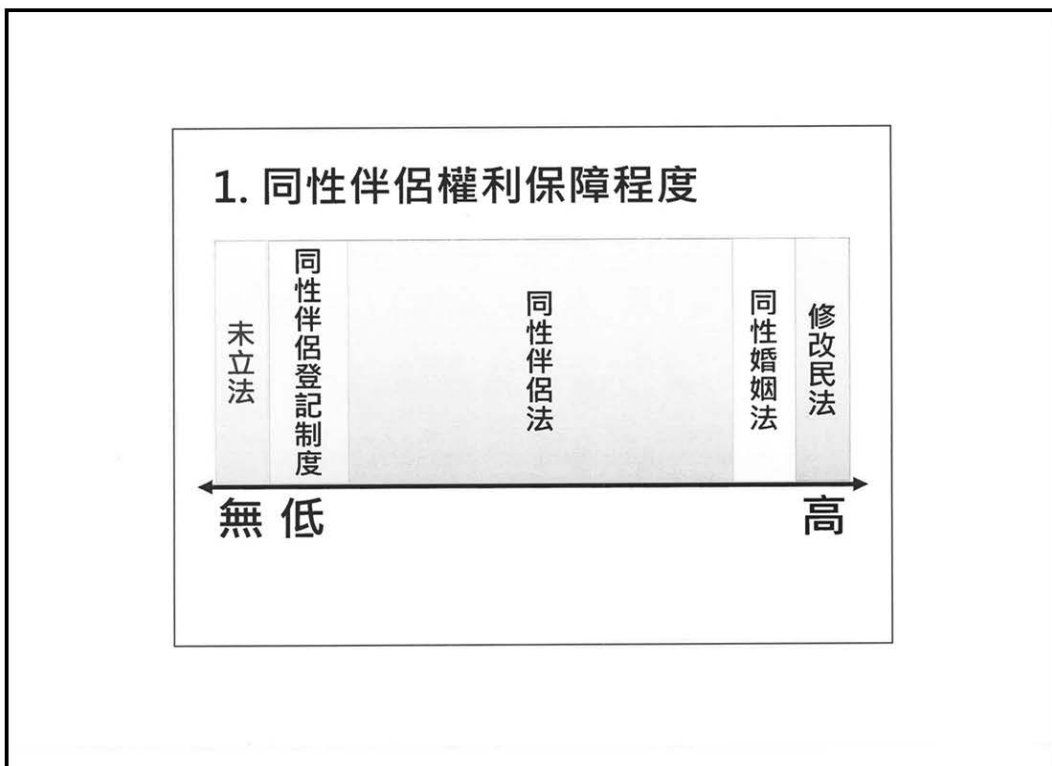 1. 同性伴侶權利保障程度
未立法
同性伴侶登記制度
同性伴侶法
同性婚姻法
修改民法
無 低
高